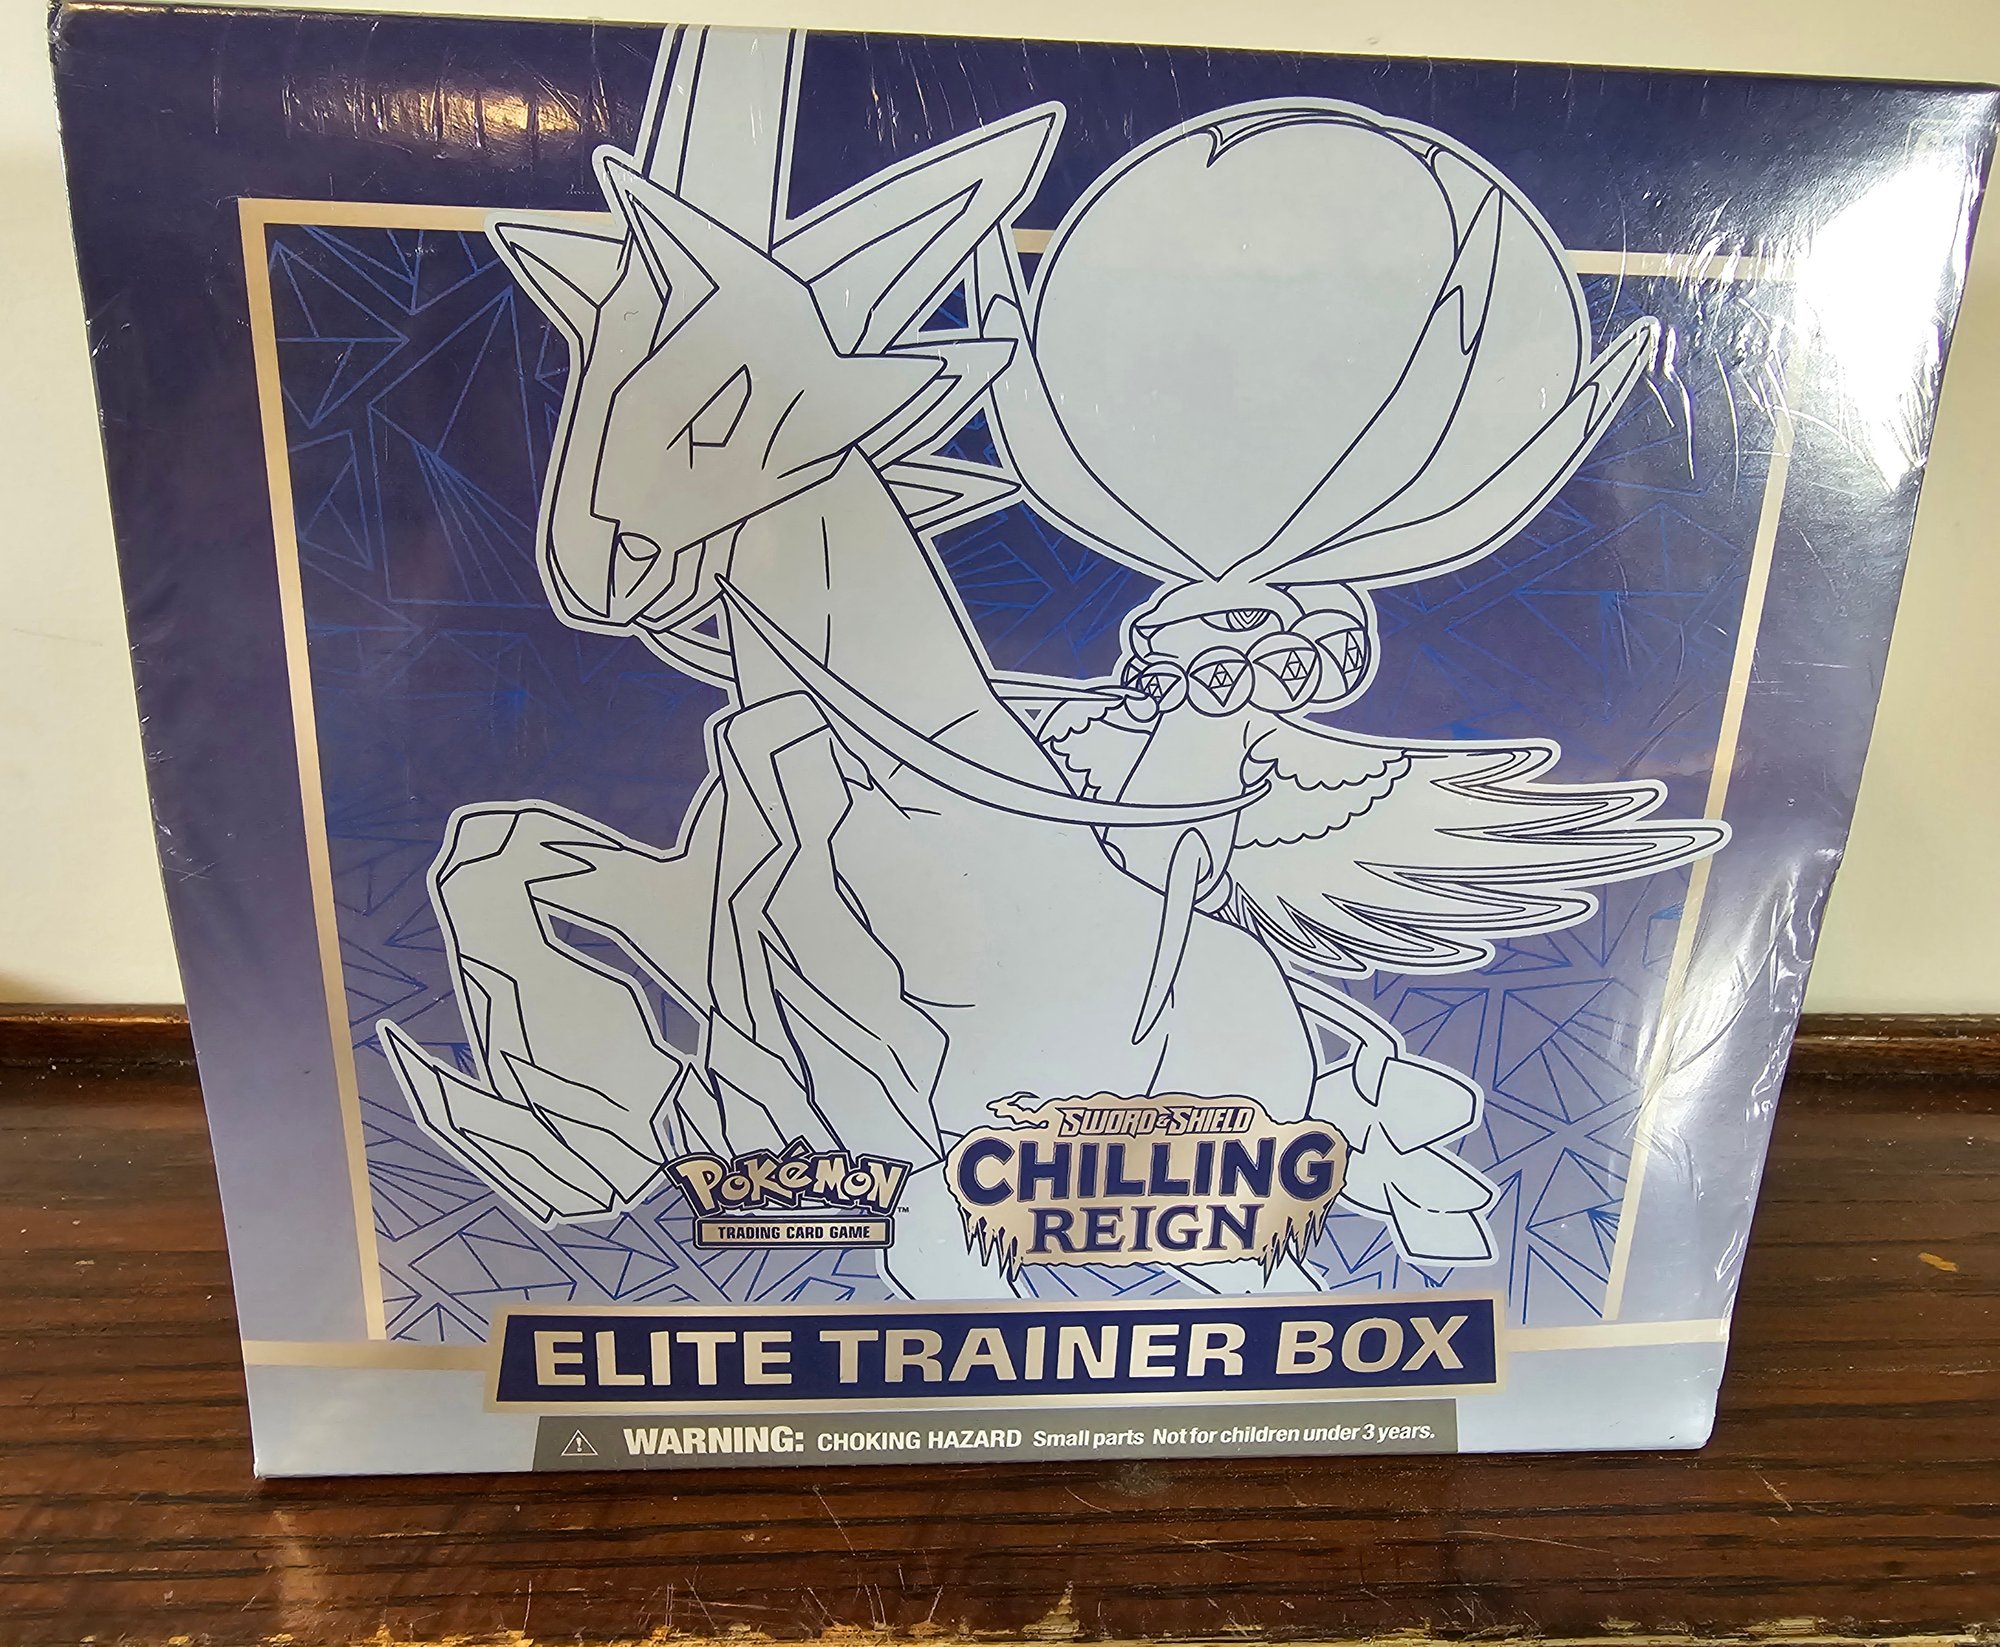 SWORD & SHIELD
CHILLING
REIGN
POKéMON™
TRADING CARD GAME
ELITE TRAINER BOX
WARNING: CHOKING HAZARD Small parts Not for children under 3 years.